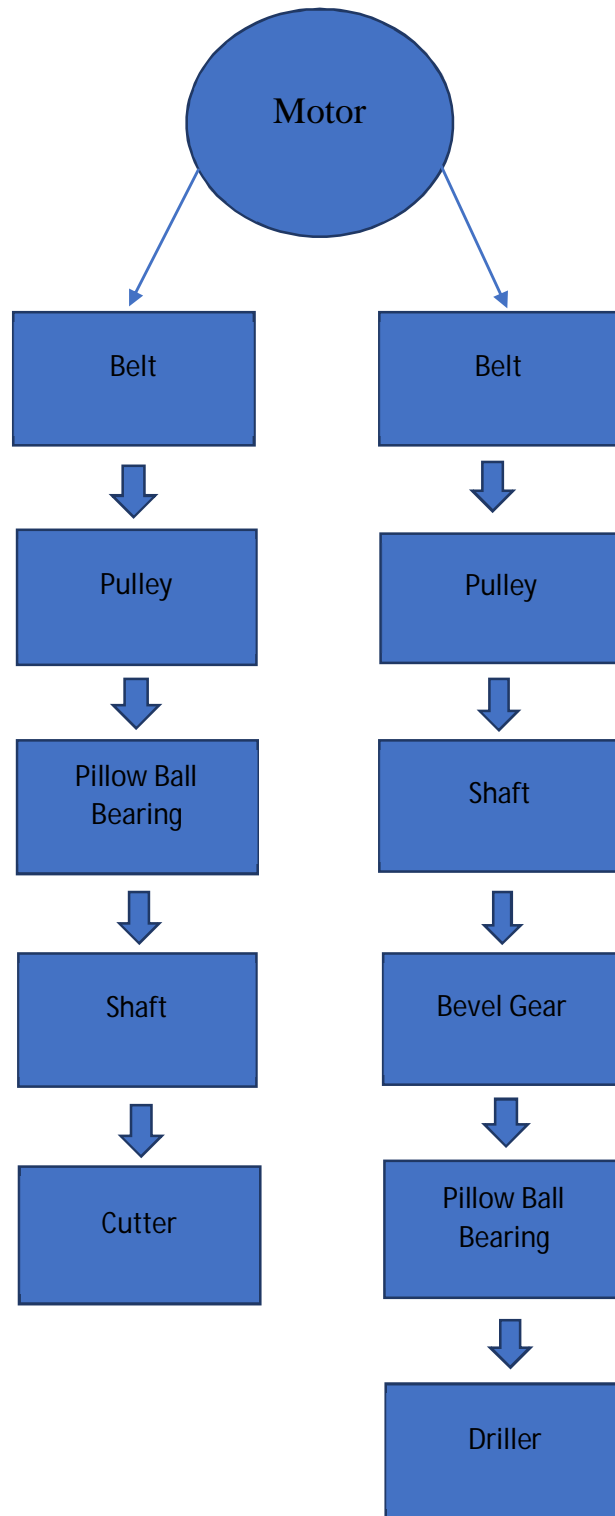 Motor
Belt
Pulley
Pillow Ball
Bearing
Shaft
Cutter
Belt
Pulley
Shaft
Bevel Gear
Pillow Ball
Bearing
Driller